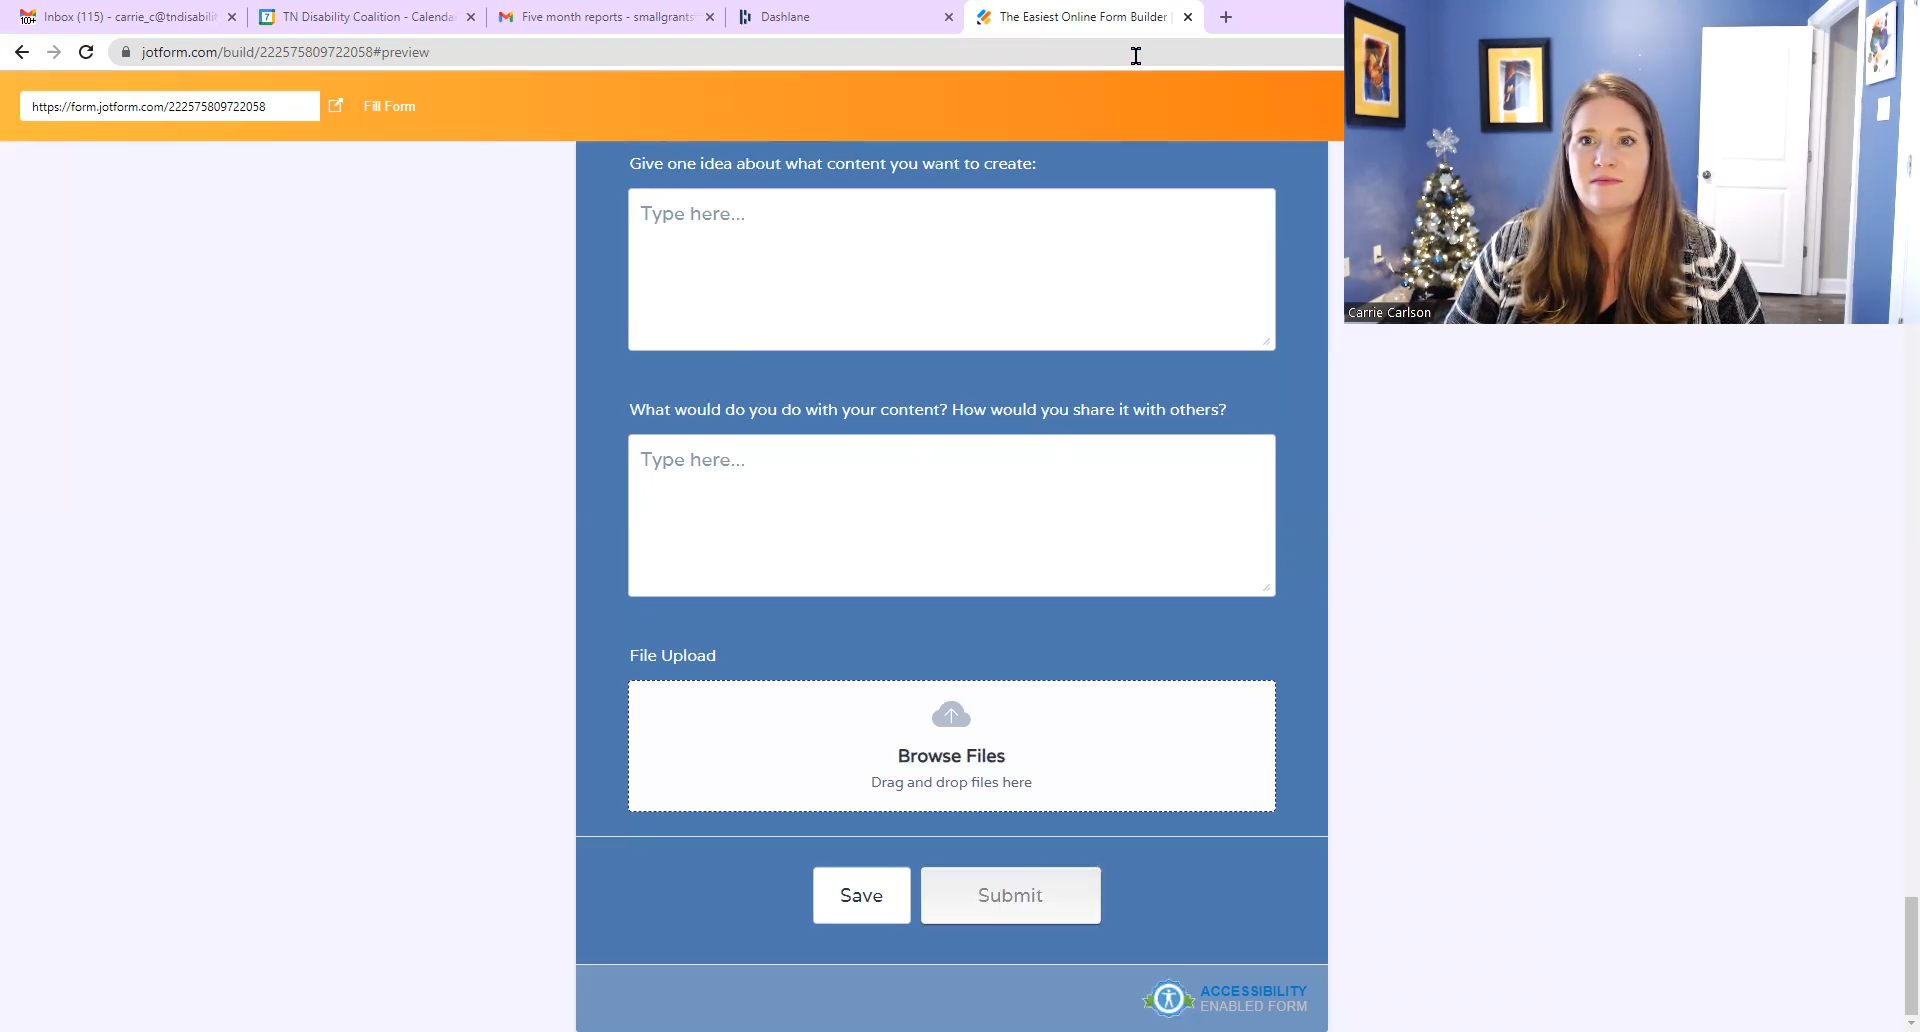 Inbox (115) - carrie_c@tndisabili
TN Disability Coalition - Calenda
Five month reports - smallgrants
Dashlane
The Easiest Online Form Builder |
jotform.com/build/222575809722058#preview
https://form.jotform.com/222575809722058
Fill Form
Give one idea about what content you want to create:
Type here...
What would do you do with your content? How would you share it with others?
Type here...
File Upload
Browse Files
Drag and drop files here
Save
Submit
ACCESSIBILITY
ENABLED FORM
Carrie Carlson
100+
7